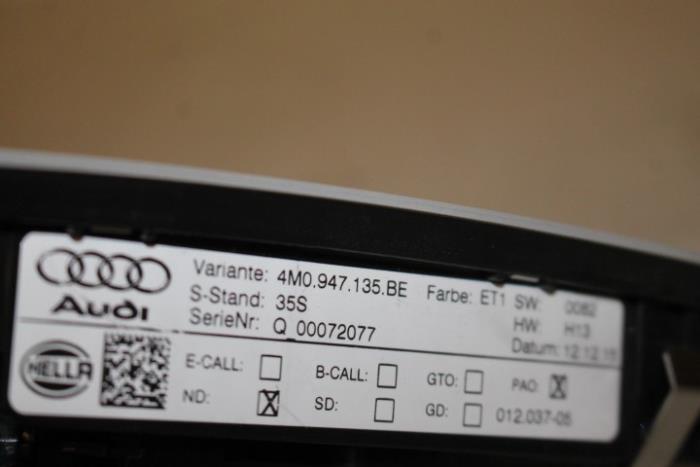 Audi
HELLA
Variante: 4M0.947.135.BE Farbe: ET1 SW: 0082
S-Stand: 35S HW: H13
SerieNr: Q_00072077 Datum: 12.12.15
E-CALL: B-CALL: GTO: PAO: X
ND: X SD: GD: 012.037-05